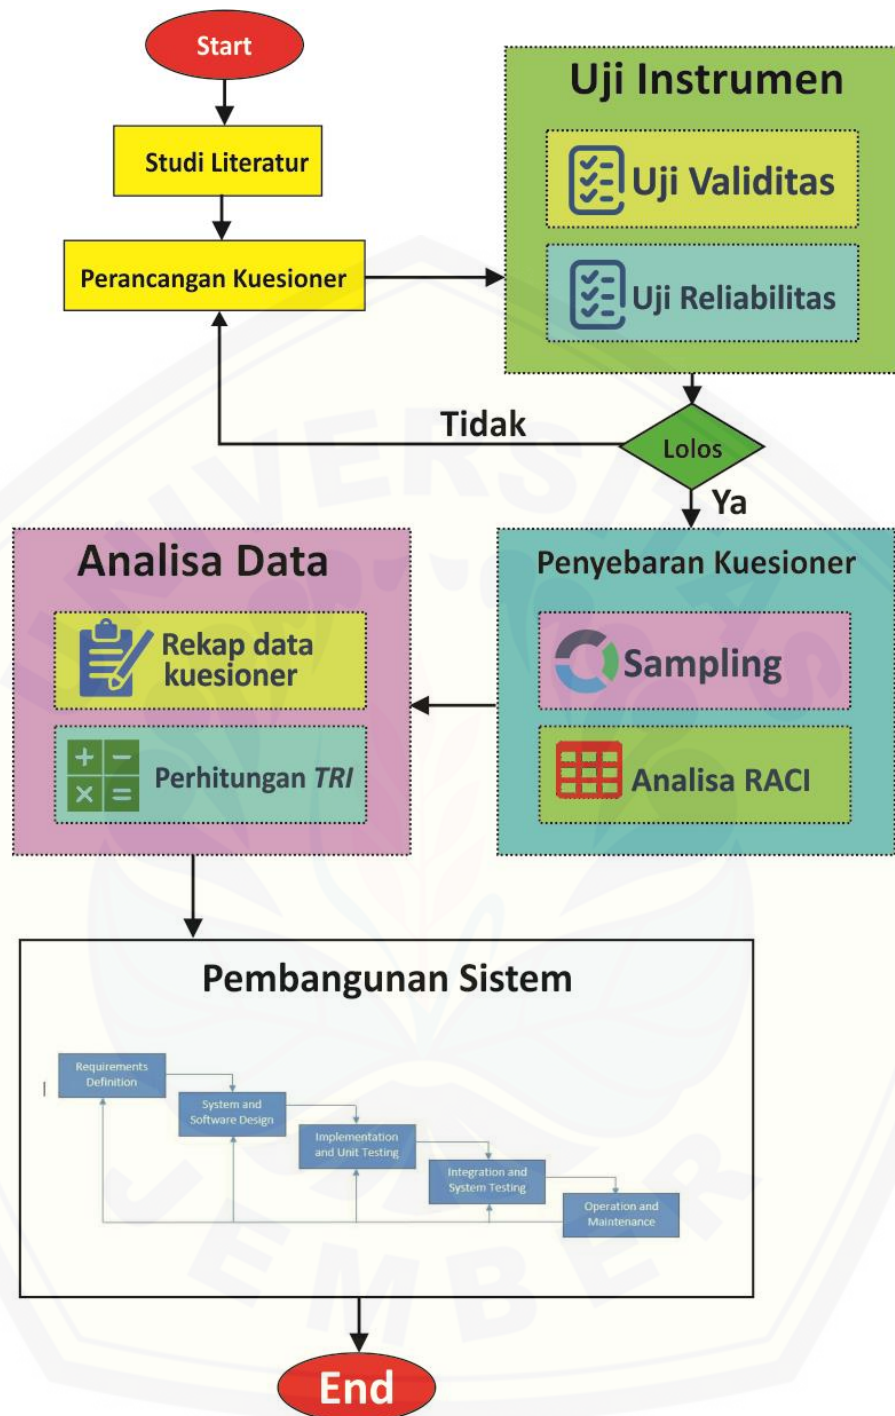 Start
Studi Literatur
Perancangan Kuesioner
Uji Instrumen
Uji Validitas
Uji Reliabilitas
Lolos
Tidak
Ya
Penyebaran Kuesioner
Sampling
Analisa RACI
Analisa Data
Rekap data
kuesioner
Perhitungan TRI
Pembangunan Sistem
Requirements
Definition
System and
Software Design
Implementation
and Unit Testing
Integration and
System Testing
Operation and
Maintenance
End
UNIVERSITAS
JEMBER